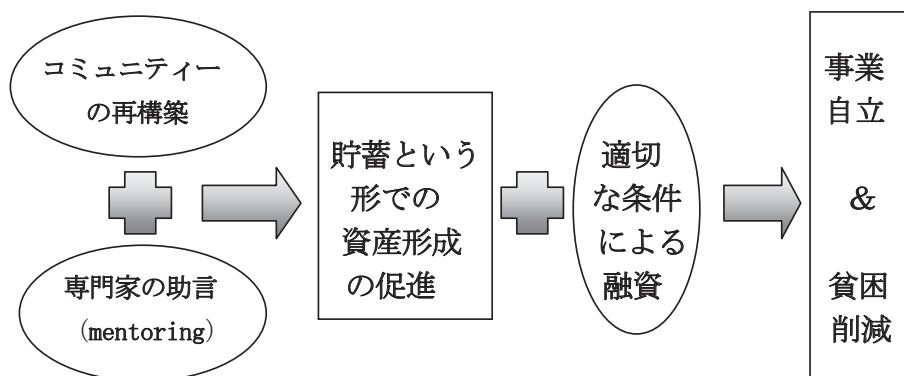 コミュニティー
の再構築
専門家の助言
(mentoring)
貯蓄という
形での
資産形成
の促進
適切
な条件
による
融資
事業
自立
&
貧困
削減